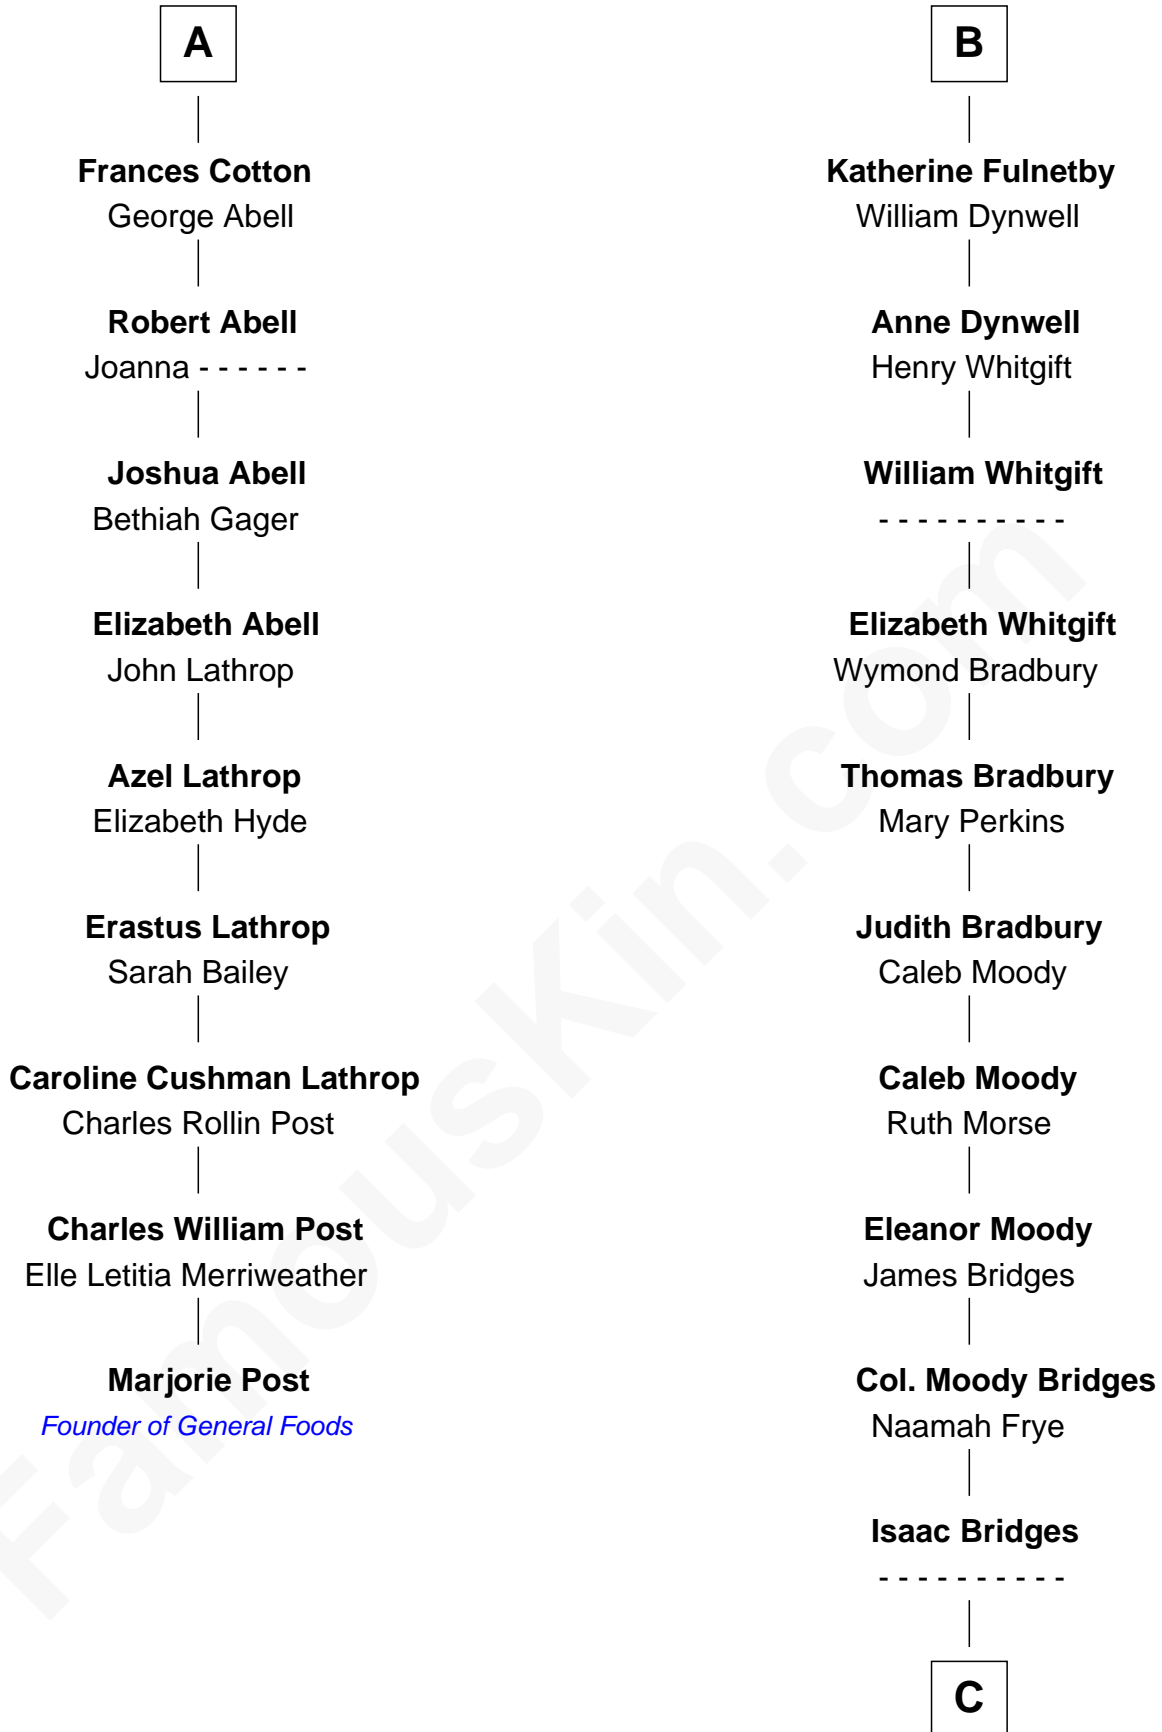 A
Frances Cotton
George Abell
Robert Abell
Joanna - - - - - -
Joshua Abell
Bethiah Gager
Elizabeth Abell
John Lathrop
Azel Lathrop
Elizabeth Hyde
Erastus Lathrop
Sarah Bailey
Caroline Cushman Lathrop
Charles Rollin Post
Charles William Post
Elle Letitia Merriweather
Marjorie Post
Founder of General Foods
B
Katherine Fulnetby
William Dynwell
Anne Dynwell
Henry Whitgift
William Whitgift
- - - - - - - - - -
Elizabeth Whitgift
Wymond Bradbury
Thomas Bradbury
Mary Perkins
Judith Bradbury
Caleb Moody
Caleb Moody
Ruth Morse
Eleanor Moody
James Bridges
Col. Moody Bridges
Naamah Frye
Isaac Bridges
- - - - - - - - - -
C
FamousKin.com